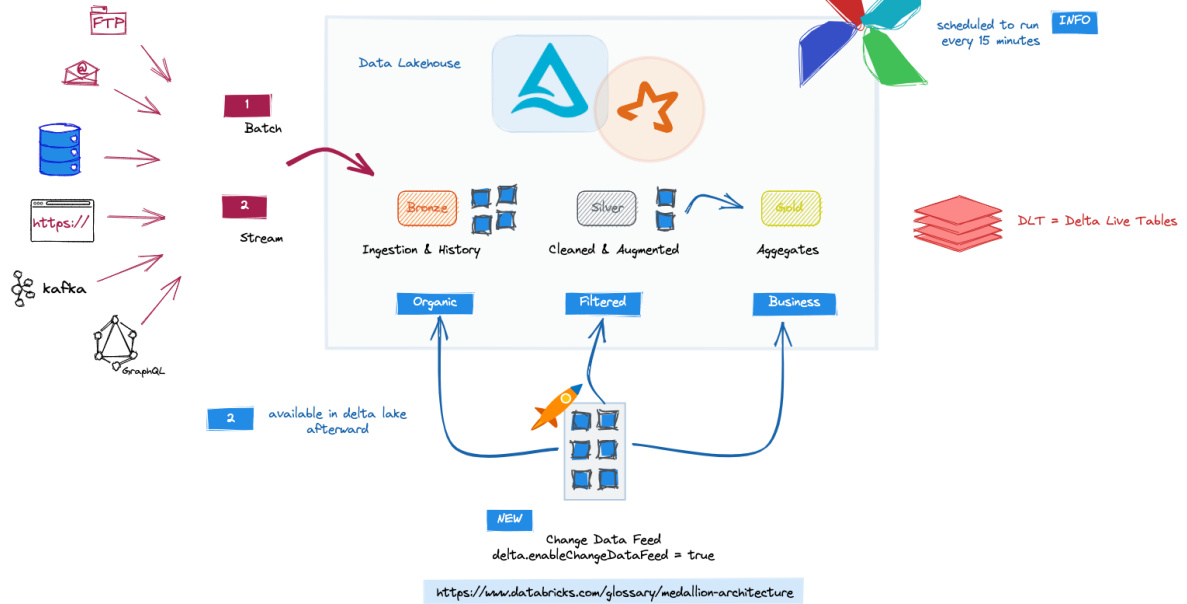 FTP
@
https://
kafka
GraphQL
1
Batch
2
Stream
Data Lakehouse
scheduled to run
every 15 minutes
INFO
Bronze
Silver
Gold
Ingestion & History
Cleaned & Augmented
Aggegates
DLT = Delta Live Tables
Organic
Filtered
Business
2
available in delta lake
afterward
NEW
Change Data Feed
delta.enableChangeDataFeed = true
https://www.databricks.com/glossary/medallion-architecture